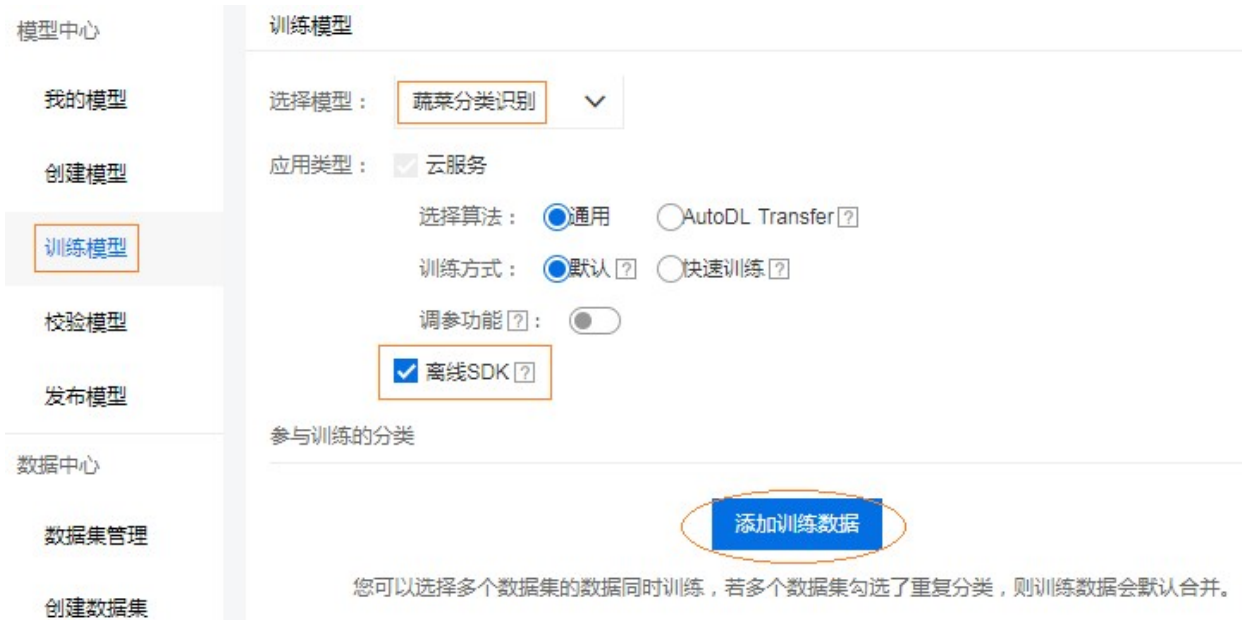 模型中心
我的模型
创建模型
训练模型
校验模型
发布模型
数据中心
数据集管理
创建数据集
训练模型
选择模型： 蔬菜分类识别
应用类型： 云服务
选择算法： 通用 AutoDL Transfer ?
训练方式： 默认 ? 快速训练 ?
调参功能 ? ：
离线SDK ?
参与训练的分类
添加训练数据
您可以选择多个数据集的数据同时训练，若多个数据集勾选了重复分类，则训练数据会默认合并。